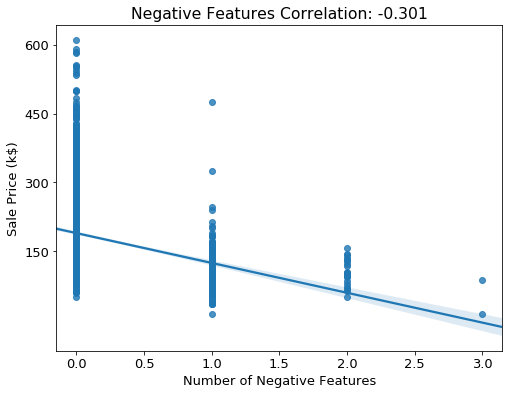 Negative Features Correlation: -0.301
600
450
300
150
Sale Price (k$)
0.0 0.5 1.0 1.5 2.0 2.5 3.0
Number of Negative Features